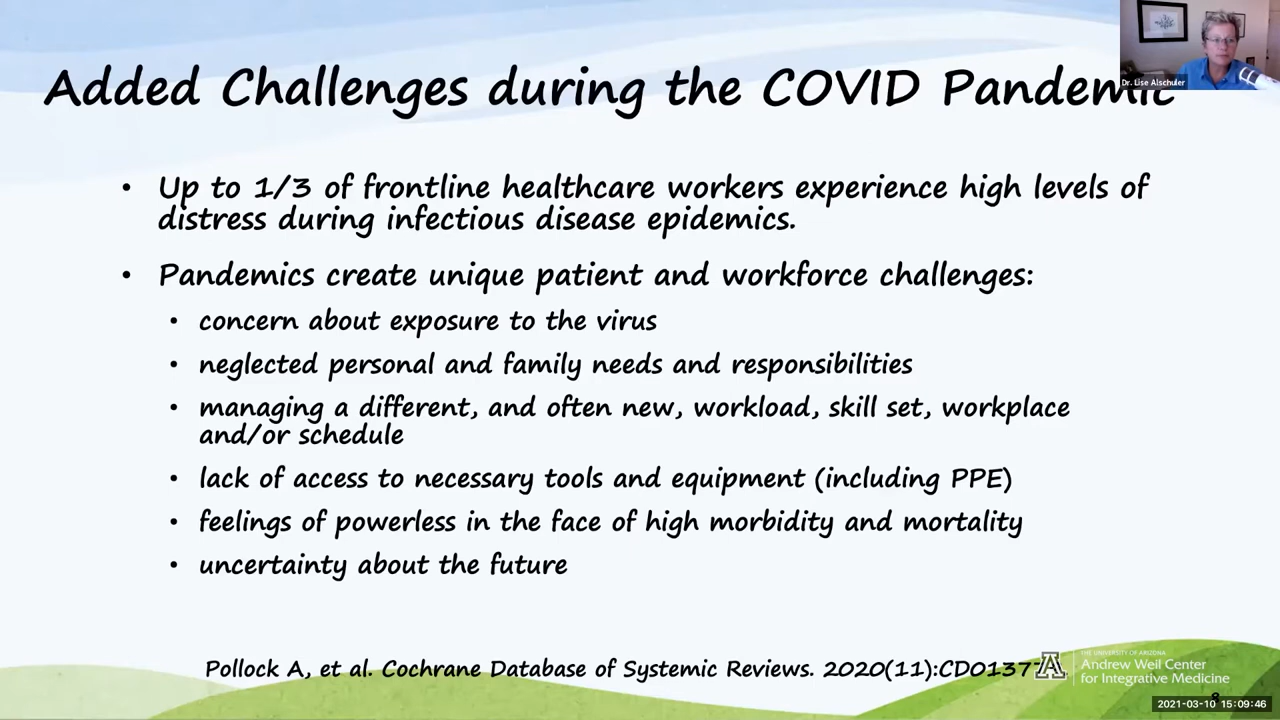 Added Challenges during the COVID Pandemic
Dr. Lise Alschuler
• Up to 1/3 of frontline healthcare workers experience high levels of
distress during infectious disease epidemics.
• Pandemics create unique patient and workforce challenges:
• concern about exposure to the virus
• neglected personal and family needs and responsibilities
• managing a different, and often new, workload, skill set, workplace
and/or schedule
• lack of access to necessary tools and equipment (including PPE)
• feelings of powerless in the face of high morbidity and mortality
• uncertainty about the future
Pollock A, et al. Cochrane Database of Systemic Reviews. 2020(11):CD0137
THE UNIVERSITY OF ARIZONA
Andrew Weil Center
for Integrative Medicine
8
2021-03-10 15:09:46